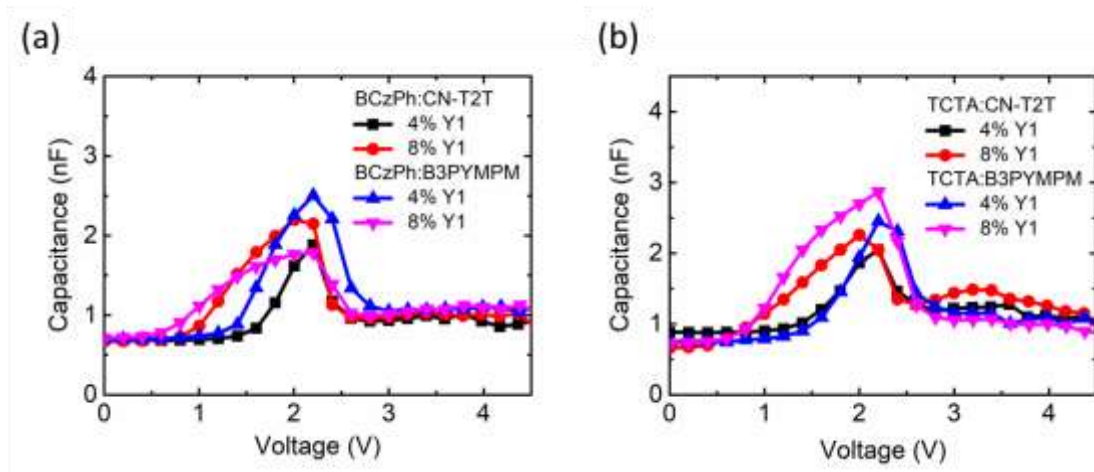 (a)
4
3
2
1
0
Capacitance (nF)
BCzPh:CN-T2T
4% Y1
8% Y1
BCzPh:B3PYMPM
4% Y1
8% Y1
0 1 2 3 4
Voltage (V)
(b)
4
3
2
1
0
Capacitance (nF)
TCTA:CN-T2T
4% Y1
8% Y1
TCTA:B3PYMPM
4% Y1
8% Y1
0 1 2 3 4
Voltage (V)